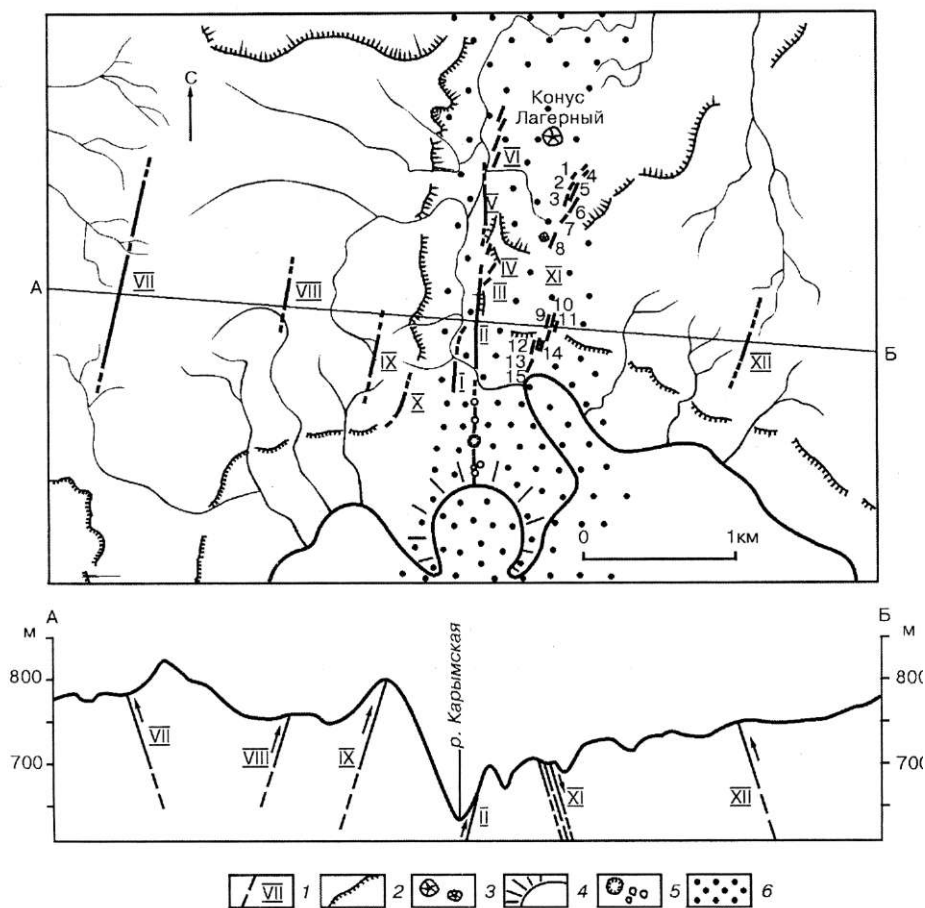 С
Конус
Лагерный
VI
1
2
3
4
5
6
7
8
V
IV
III
XI
VII
А
VIII
9
10
11
II
12
13
14
15
IX
I
X
XII
Б
0
1км
А
Б
м
м
800
800
700
700
р. Карымская
VII
VIII
IX
II
XI
XII
VII 1
2
3
4
5
6